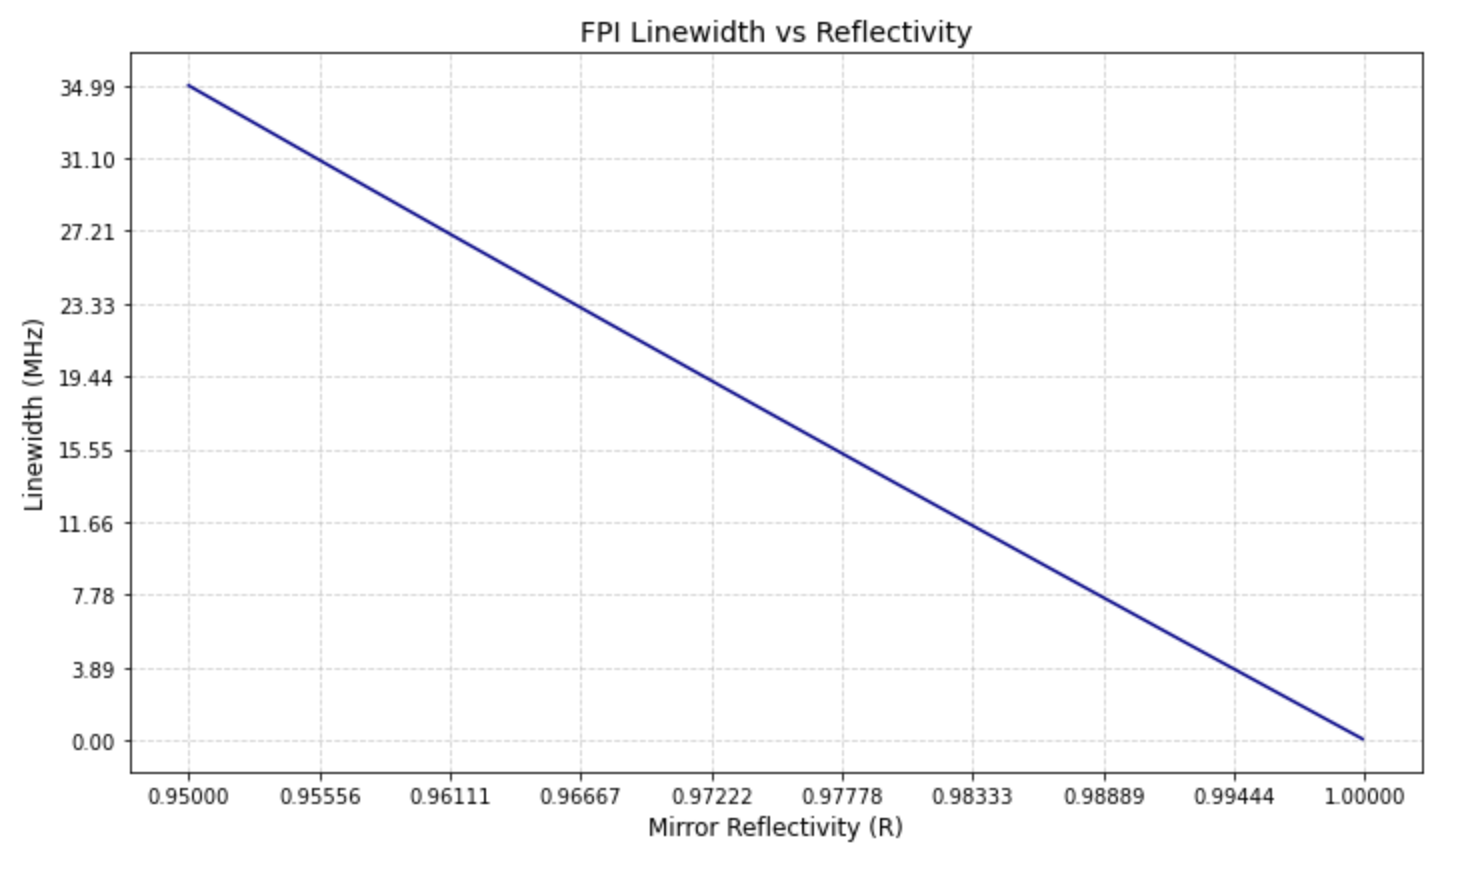 FPI Linewidth vs Reflectivity
34.99
31.10
27.21
23.33
19.44
15.55
11.66
7.78
3.89
0.00
Linewidth (MHz)
0.95000 0.95556 0.96111 0.96667 0.97222 0.97778 0.98333 0.98889 0.99444 1.00000
Mirror Reflectivity (R)